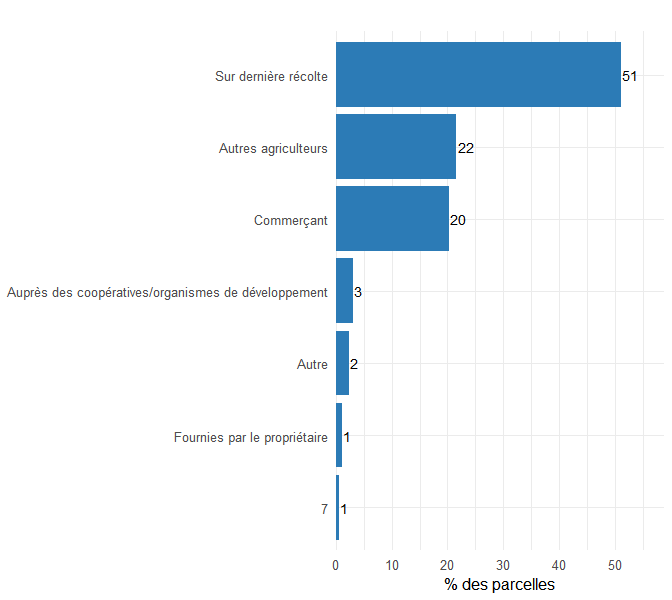 Sur dernière récolte 51
Autres agriculteurs 22
Commerçant 20
Auprès des coopératives/organismes de développement 3
Autre 2
Fournies par le propriétaire 1
7 1
0 10 20 30 40 50
% des parcelles